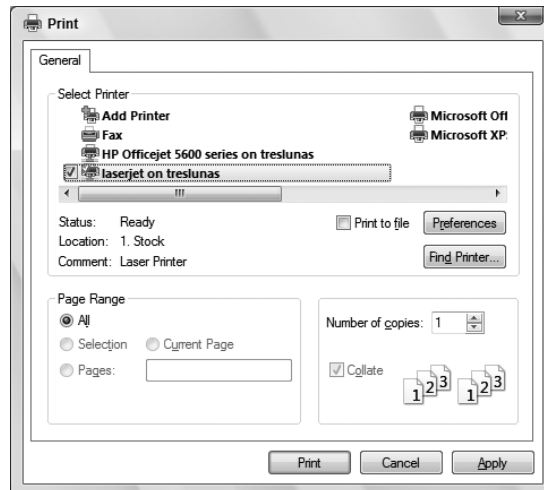 Print
General
Select Printer
Add Printer
Fax
HP Officejet 5600 series on treslunas
laserjet on treslunas
Microsoft Off
Microsoft XP
Status: Ready
Location: 1. Stock
Comment: Laser Printer
Print to file
Preferences
Find Printer...
Page Range
All
Selection
Current Page
Pages:
Number of copies: 1
Collate
1 2 3 1 2 3
Print
Cancel
Apply